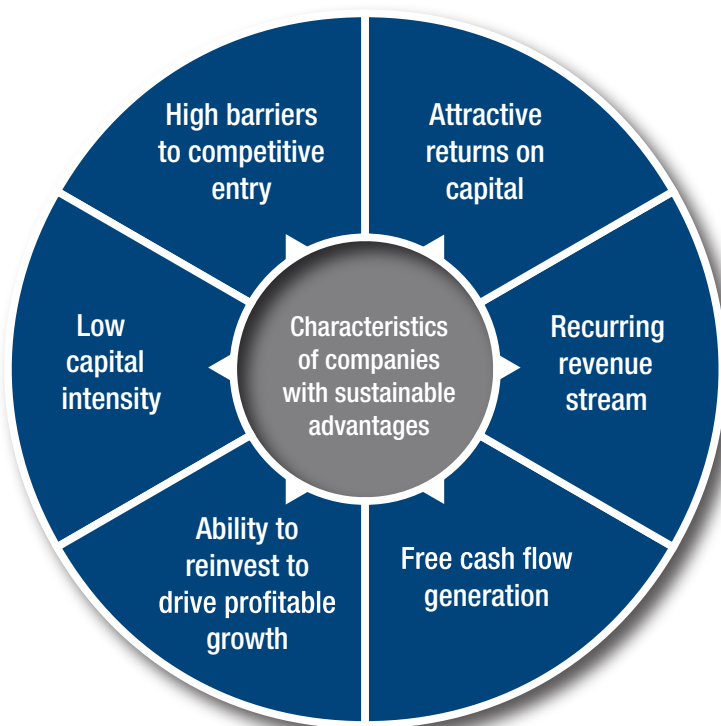 High barriers
to competitive
entry
Attractive
returns on
capital
Recurring
revenue
stream
Free cash flow
generation
Ability to
reinvest to
drive profitable
growth
Low
capital
intensity
Characteristics
of companies
with sustainable
advantages